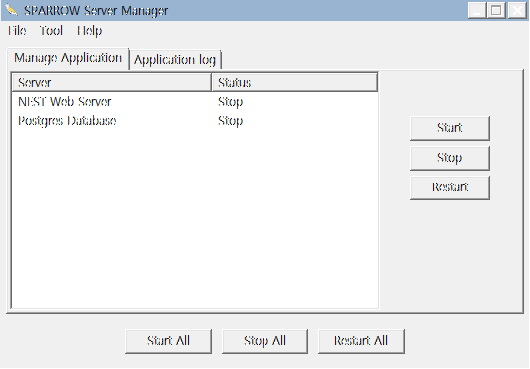 SPARROW Server Manager
File Tool Help
Manage Application Application log
Server Status
NEST Web Server Stop
Postgres Database Stop
Start
Stop
Restart
Start All Stop All Restart All